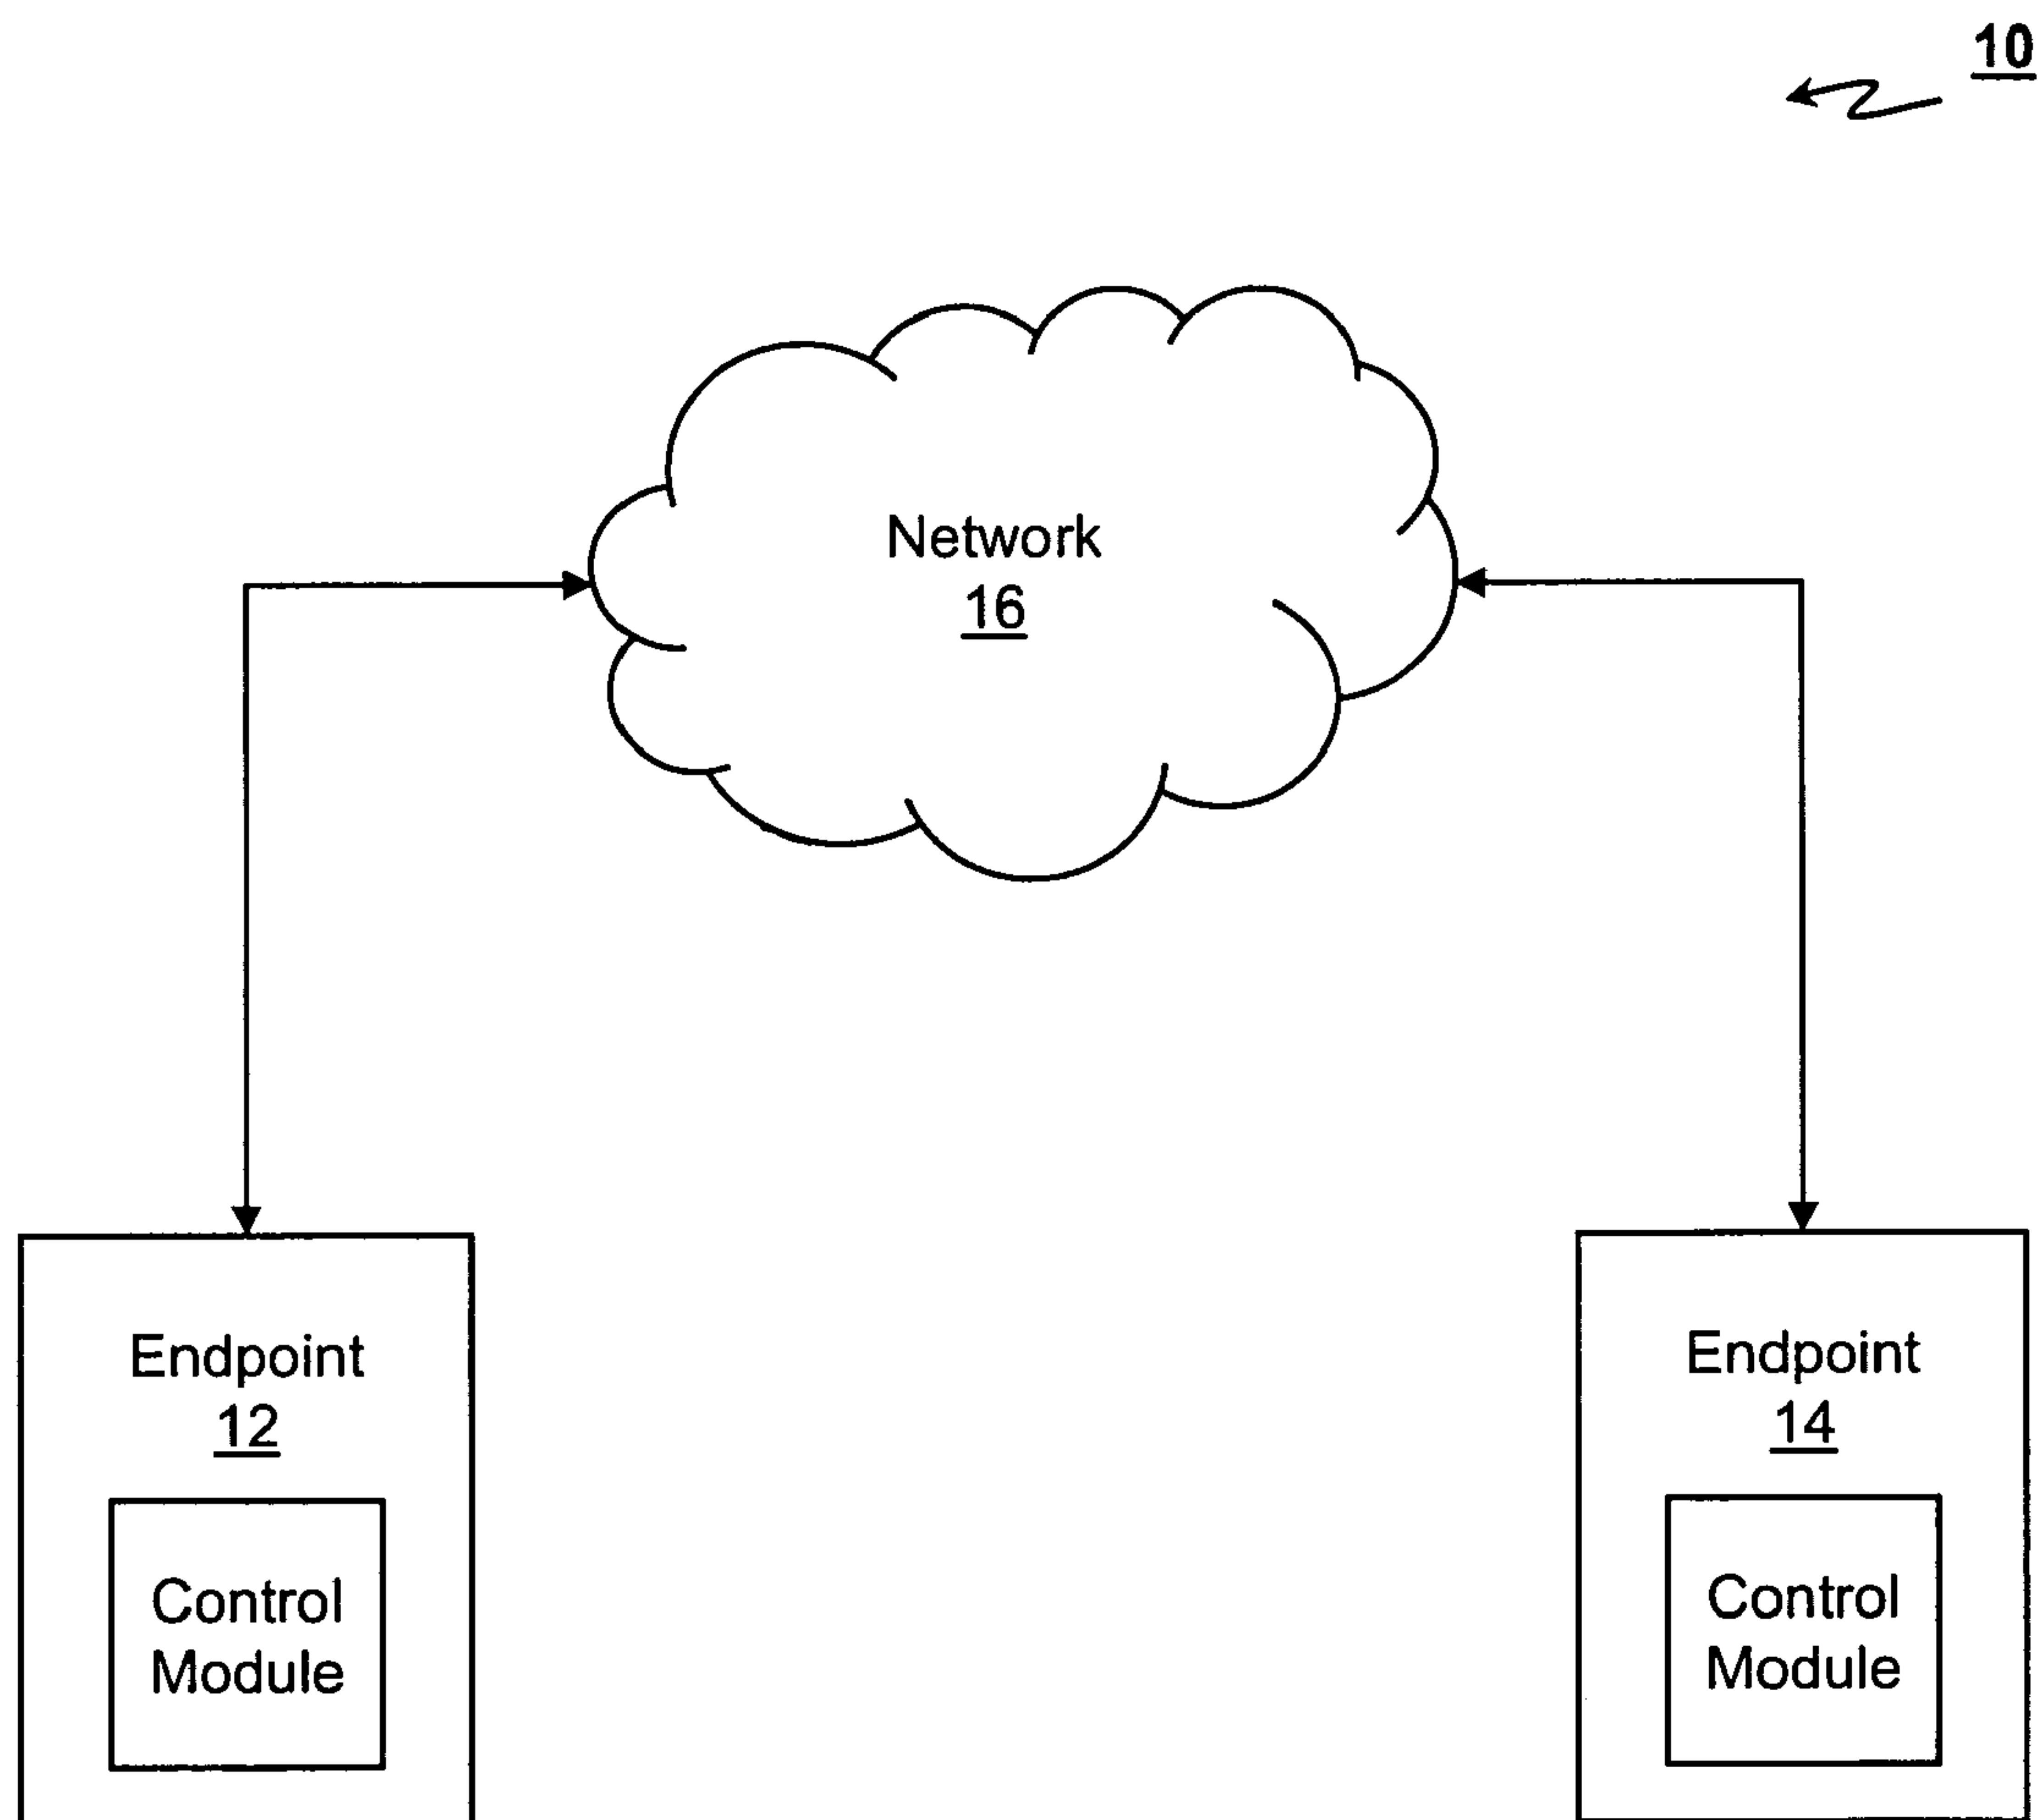 10
Network
16
Endpoint
12
Control
Module
Endpoint
14
Control
Module